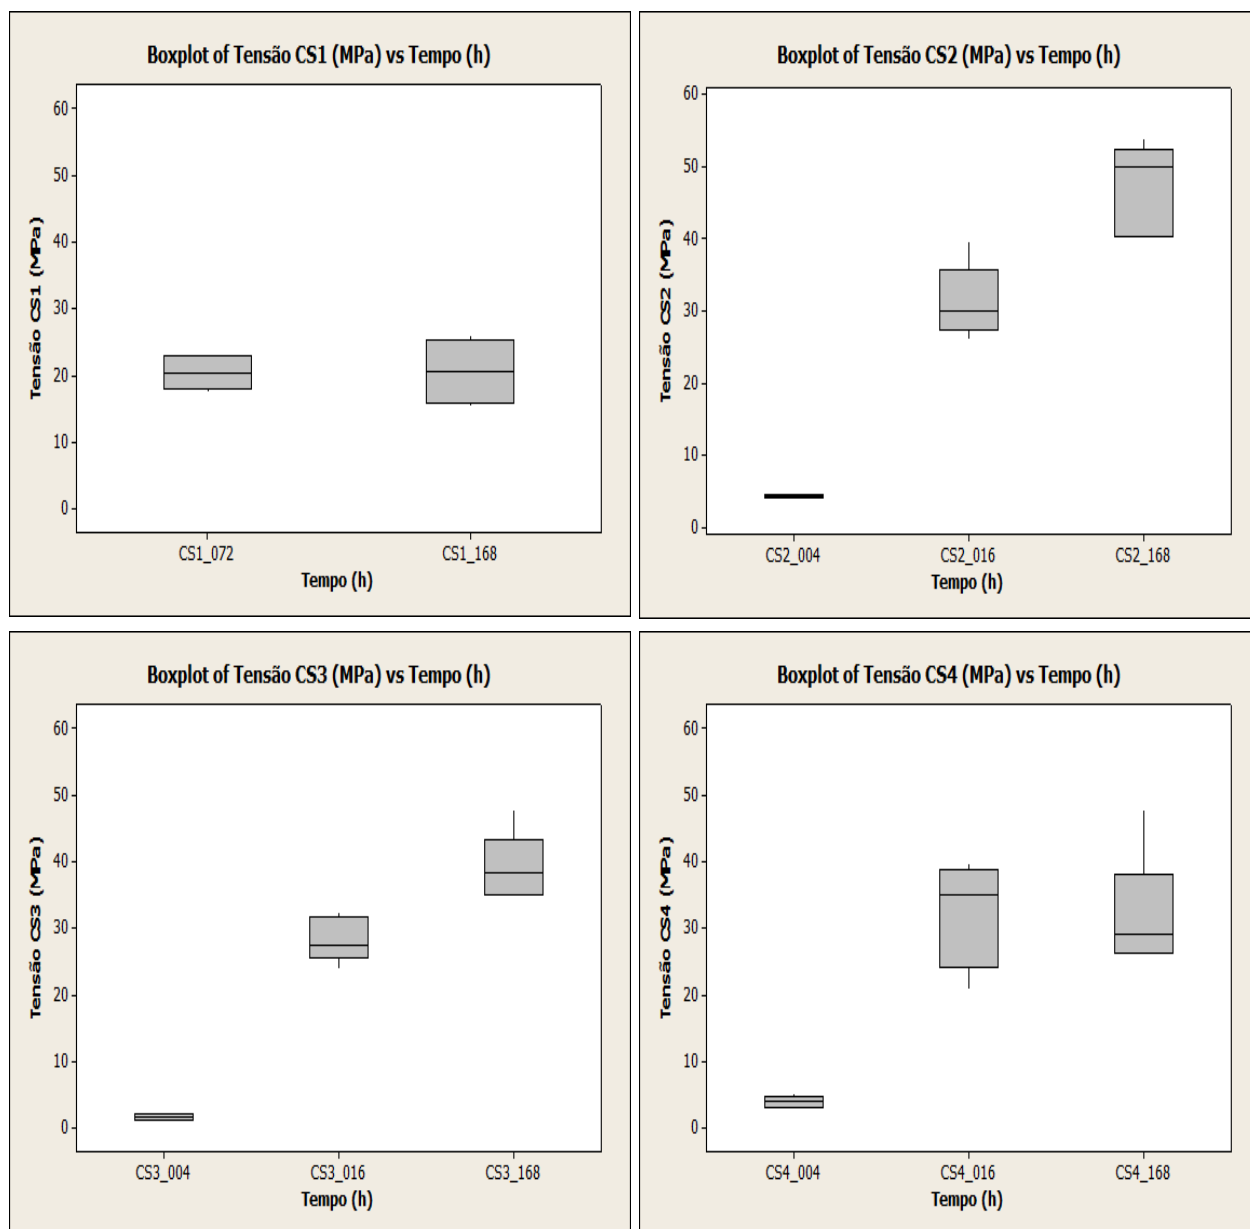 Boxplot of Tensão CS1 (MPa) vs Tempo (h)
60
50
40
30
20
10
0
Tensão CS1 (MPa)
CS1_072 CS1_168
Tempo (h)
Boxplot of Tensão CS2 (MPa) vs Tempo (h)
60
50
40
30
20
10
0
Tensão CS2 (MPa)
CS2_004 CS2_016 CS2_168
Tempo (h)
Boxplot of Tensão CS3 (MPa) vs Tempo (h)
60
50
40
30
20
10
0
Tensão CS3 (MPa)
CS3_004 CS3_016 CS3_168
Tempo (h)
Boxplot of Tensão CS4 (MPa) vs Tempo (h)
60
50
40
30
20
10
0
Tensão CS4 (MPa)
CS4_004 CS4_016 CS4_168
Tempo (h)